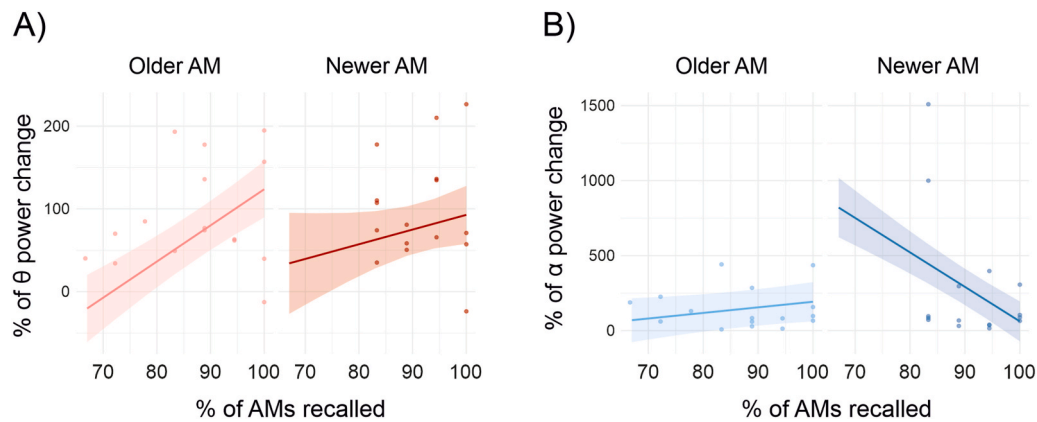 A)
B)
Older AM
Newer AM
Older AM
Newer AM
% of θ power change
200
100
0
70
80
90
100
70
80
90
100
% of AMs recalled
% of α power change
1500
1000
500
0
70
80
90
100
70
80
90
100
% of AMs recalled